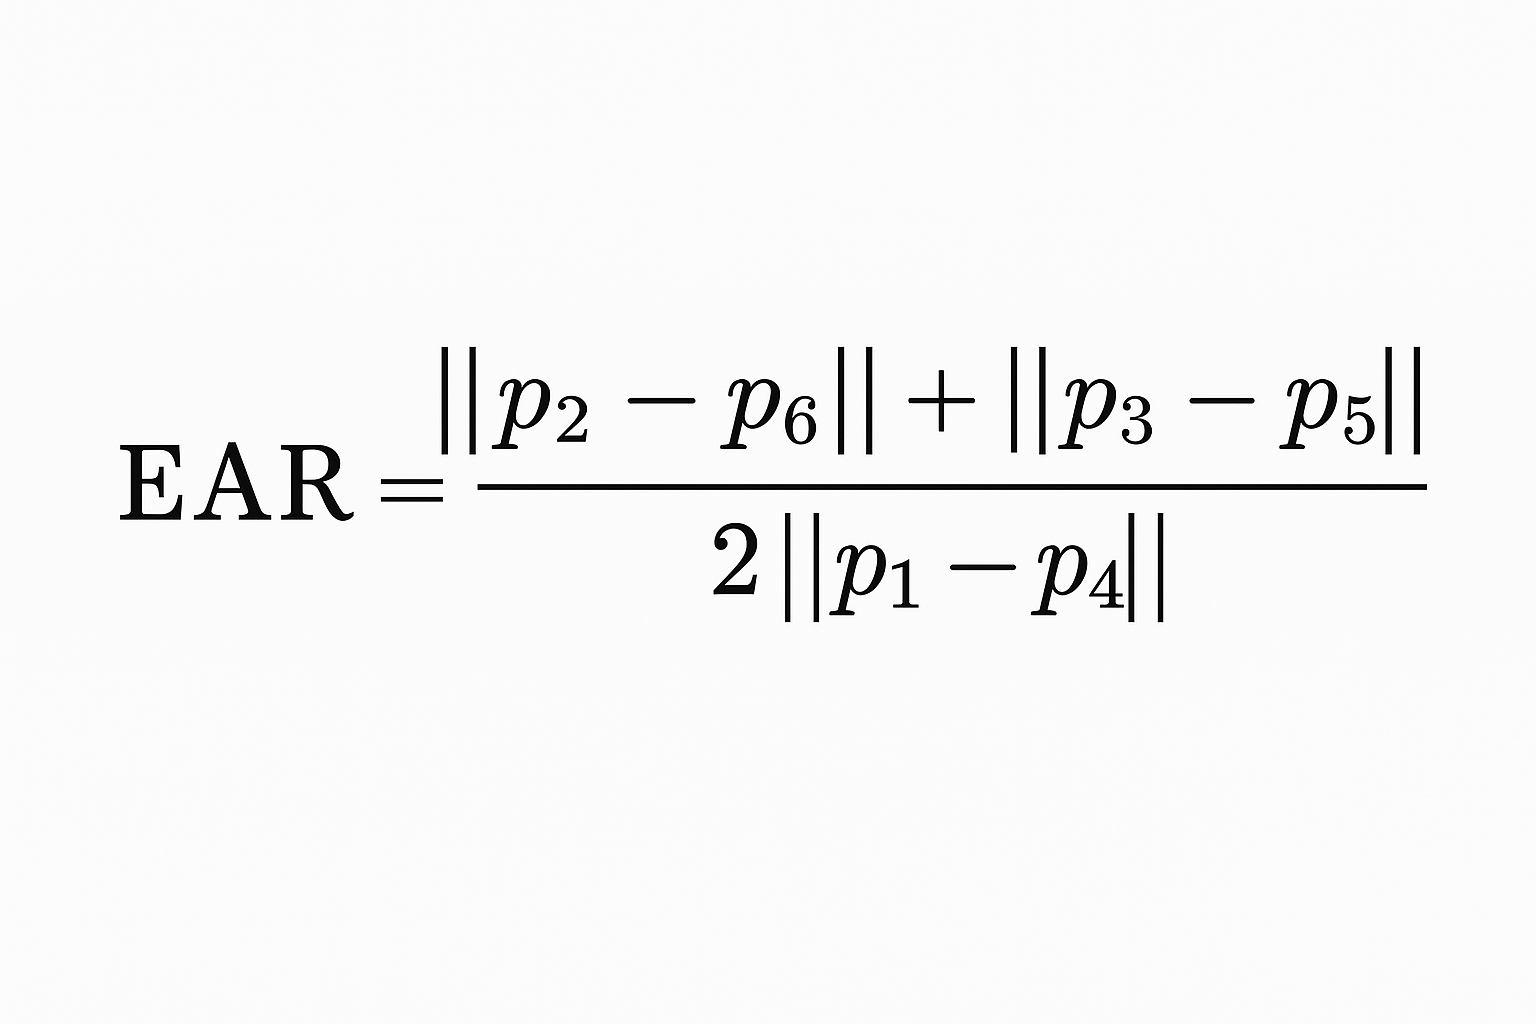 EAR = ||p₂ − p₆|| + ||p₃ − p₅||
2||p₁ − p₄||